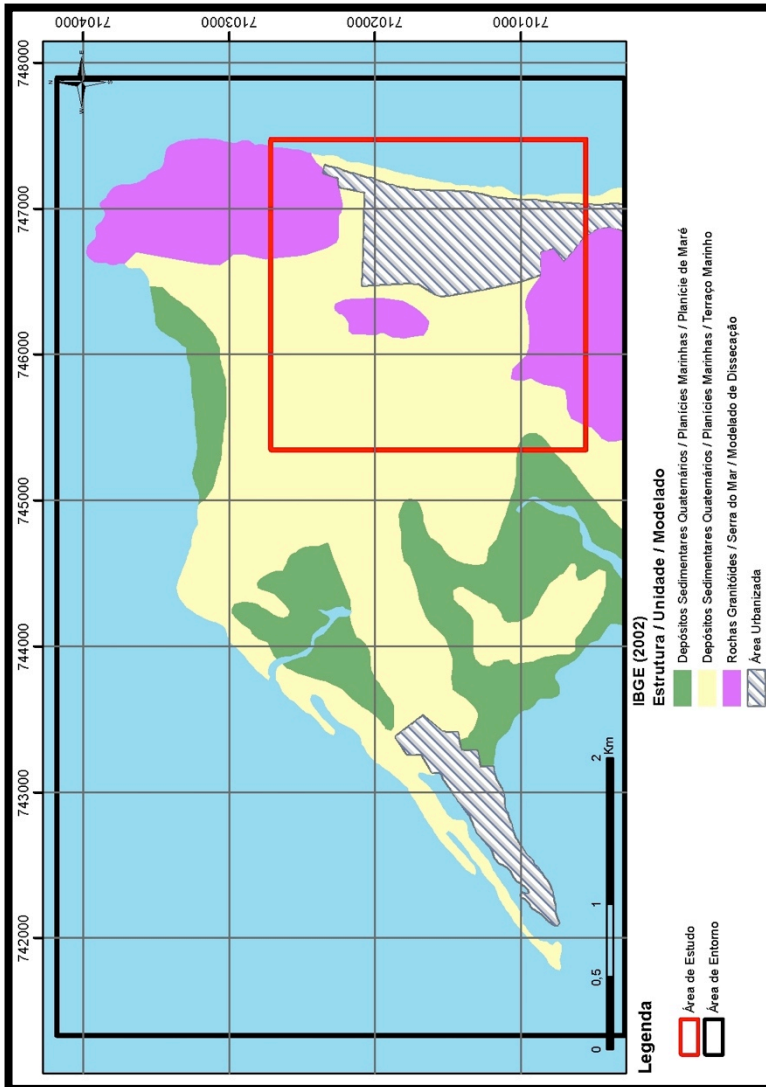 742000
743000
744000
745000
746000
747000
748000
7104000
7103000
7102000
7101000
N
E
S
W
0
0,5
1
2
Km
Legenda
Área de Estudo
Área de Entorno
IBGE (2002)
Estrutura / Unidade / Modelado
Depósitos Sedimentares Quaternários / Planícies Marinhas / Planície de Maré
Depósitos Sedimentares Quaternários / Planícies Marinhas / Terraço Marinho
Rochas Granitóides / Serra do Mar / Modelado de Dissecação
Área Urbanizada